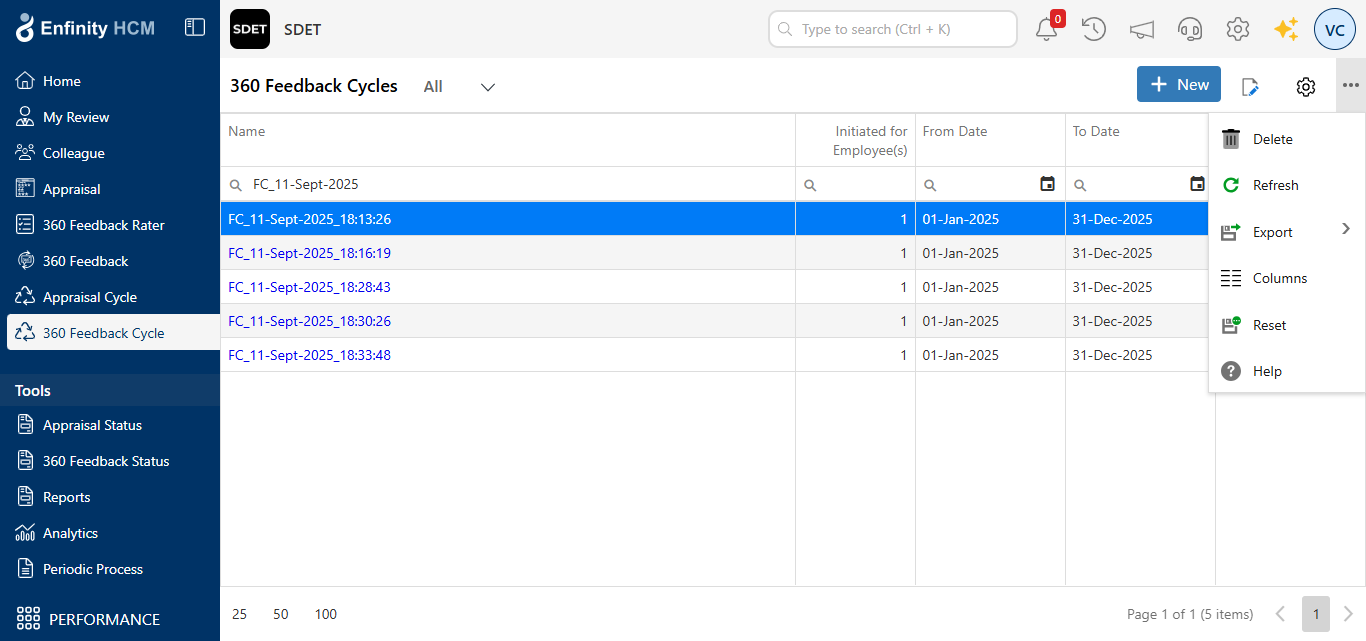 Enfinity HCM
SDET SDET
Type to search (Ctrl + K)
0
VC
Home
My Review
Colleague
Appraisal
360 Feedback Rater
360 Feedback
Appraisal Cycle
360 Feedback Cycle
Tools
Appraisal Status
360 Feedback Status
Reports
Analytics
Periodic Process
PERFORMANCE
360 Feedback Cycles All
New
Name
Initiated for
Employee(s)
From Date
To Date
FC_11-Sept-2025
FC_11-Sept-2025_18:13:26 1 01-Jan-2025 31-Dec-2025
FC_11-Sept-2025_18:16:19 1 01-Jan-2025 31-Dec-2025
FC_11-Sept-2025_18:28:43 1 01-Jan-2025 31-Dec-2025
FC_11-Sept-2025_18:30:26 1 01-Jan-2025 31-Dec-2025
FC_11-Sept-2025_18:33:48 1 01-Jan-2025 31-Dec-2025
Delete
Refresh
Export
Columns
Reset
Help
25 50 100
Page 1 of 1 (5 items) 1